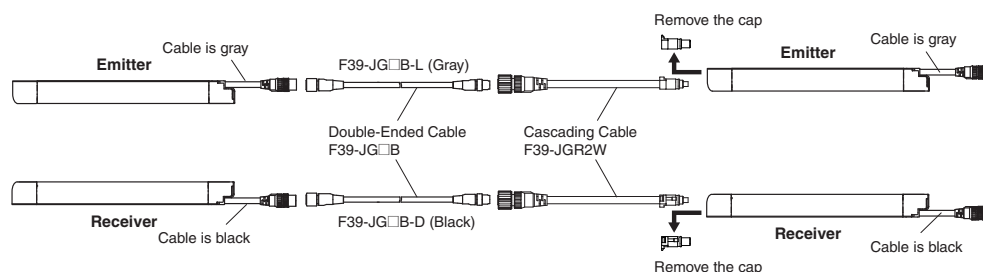 Remove the cap
Cable is gray
Emitter
F39-JG□B-L (Gray)
Emitter
Cable is gray
Double-Ended Cable
F39-JG□B
Cascading Cable
F39-JGR2W
Receiver
Cable is black
F39-JG□B-D (Black)
Receiver
Cable is black
Remove the cap